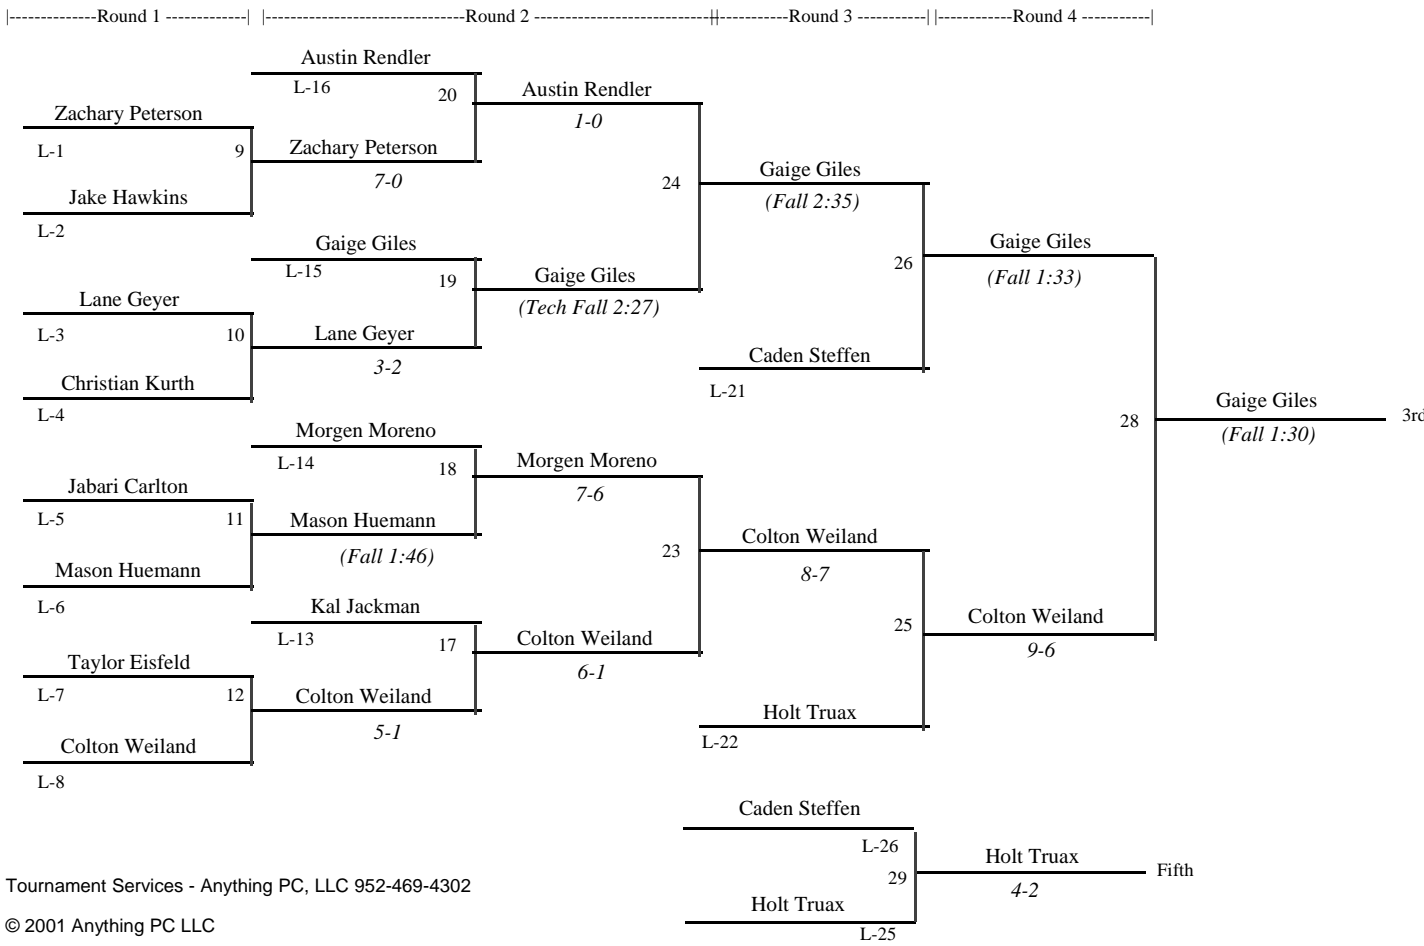 |--------------Round 1 -------------| |--------------------------------Round 2 ----------------------------||-----------Round 3 -----------| |------------Round 4 -----------|
Austin Rendler
L-16
20
Austin Rendler
1-0
Zachary Peterson
L-1
9
Zachary Peterson
7-0
Jake Hawkins
L-2
24
Gaige Giles
(Fall 2:35)
Gaige Giles
L-15
19
Gaige Giles
(Tech Fall 2:27)
26
Gaige Giles
(Fall 1:33)
Lane Geyer
L-3
10
Lane Geyer
3-2
Christian Kurth
L-4
Caden Steffen
L-21
28
Gaige Giles
(Fall 1:30)
3rd
Morgen Moreno
L-14
18
Morgen Moreno
7-6
Jabari Carlton
L-5
11
Mason Huemann
(Fall 1:46)
Mason Huemann
L-6
23
Colton Weiland
8-7
Kal Jackman
L-13
17
Colton Weiland
6-1
25
Colton Weiland
9-6
Taylor Eisfeld
L-7
12
Colton Weiland
5-1
Colton Weiland
L-8
Holt Truax
L-22
Caden Steffen
L-26
29
Holt Truax
4-2
Fifth
Holt Truax
L-25
Tournament Services - Anything PC, LLC 952-469-4302
© 2001 Anything PC LLC